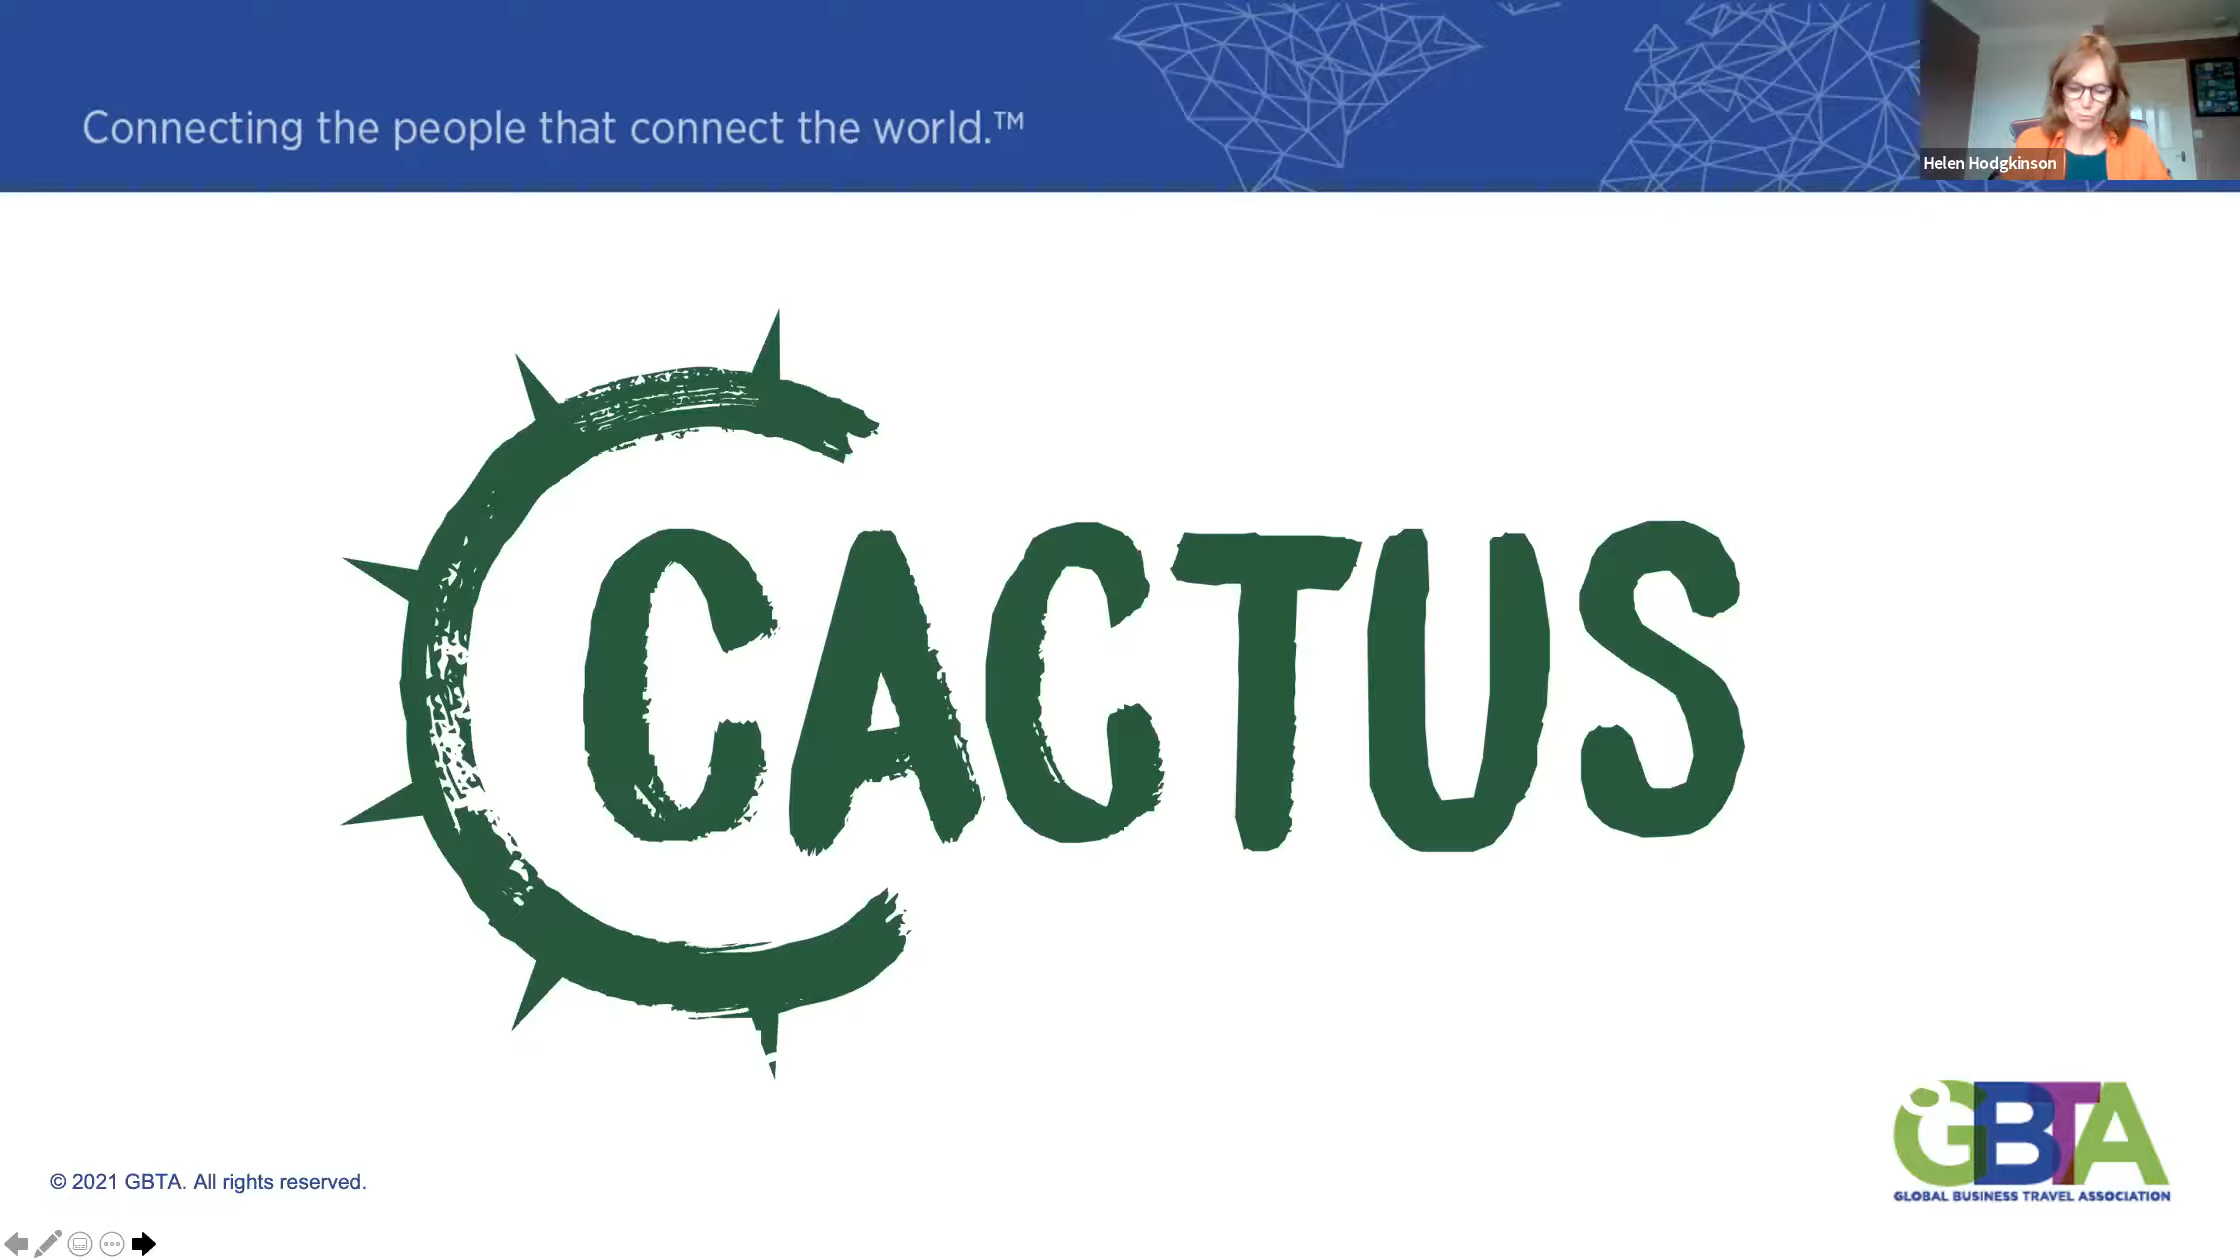 Connecting the people that connect the world.™
Helen Hodgkinson
CACTUS
GBTA
GLOBAL BUSINESS TRAVEL ASSOCIATION
© 2021 GBTA. All rights reserved.